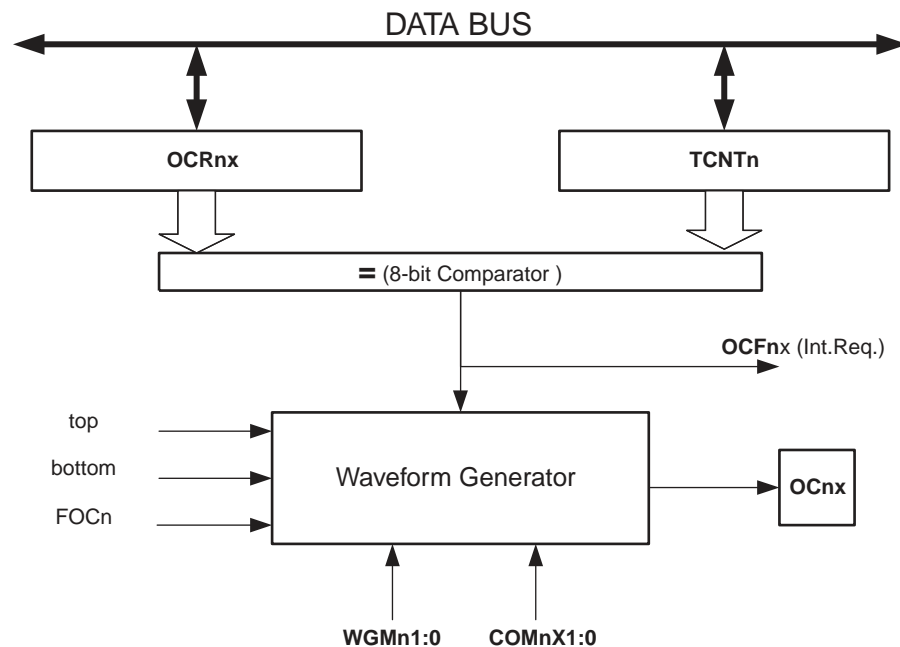 DATA BUS
OCRnx
TCNTn
= (8-bit Comparator )
OCFnx (Int.Req.)
top
bottom
FOCn
Waveform Generator
OCnx
WGMn1:0
COMnX1:0